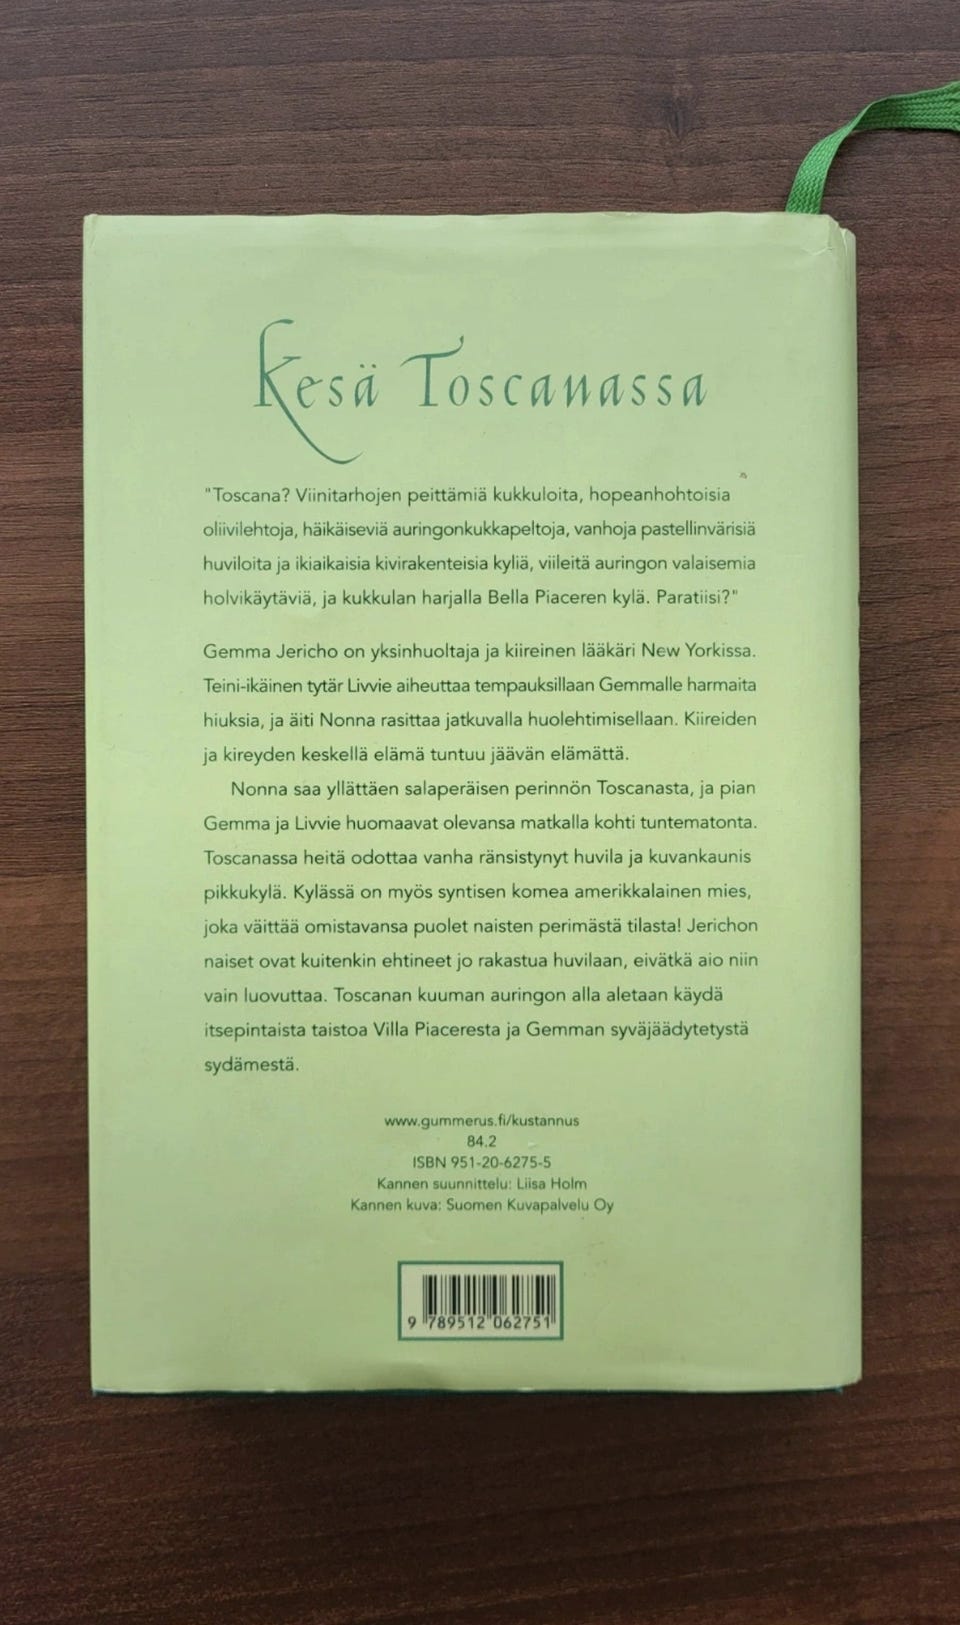 Kesä Toscanassa
"Toscana? Viinitarhojen peittämiä kukkuloita, hopeanhohtoisia
oliivilehtoja, häikäiseviä auringonkukkapeltoja, vanhoja pastellinvärisiä
huviloita ja ikiaikaisia kivirakenteisia kyliä, viileitä auringon valaisemia
holvikäytäviä, ja kukkulan harjalla Bella Piaceren kylä. Paratiisi?"
Gemma Jericho on yksinhuoltaja ja kiireinen lääkäri New Yorkissa.
Teini-ikäinen tytär Livvie aiheuttaa tempauksillaan Gemmalle harmaita
hiuksia, ja äiti Nonna rasittaa jatkuvalla huolehtimisellaan. Kiireiden
ja kireyden keskellä elämä tuntuu jäävän elämättä.
Nonna saa yllättäen salaperäisen perinnön Toscanasta, ja pian
Gemma ja Livvie huomaavat olevansa matkalla kohti tuntematonta.
Toscanassa heitä odottaa vanha ränsistynyt huvila ja kuvankaunis
pikkukylä. Kylässä on myös syntisen komea amerikkalainen mies,
joka väittää omistavansa puolet naisten perimästä tilasta! Jerichon
naiset ovat kuitenkin ehtineet jo rakastua huvilaan, eivätkä aio niin
vain luovuttaa. Toscanan kuuman auringon alla aletaan käydä
itsepintaista taistoa Villa Piaceresta ja Gemman syväjäädytetystä
sydämestä.
www.gummerus.fi/kustannus
84.2
ISBN 951-20-6275-5
Kannen suunnittelu: Liisa Holm
Kannen kuva: Suomen Kuvapalvelu Oy
9 789512 062751